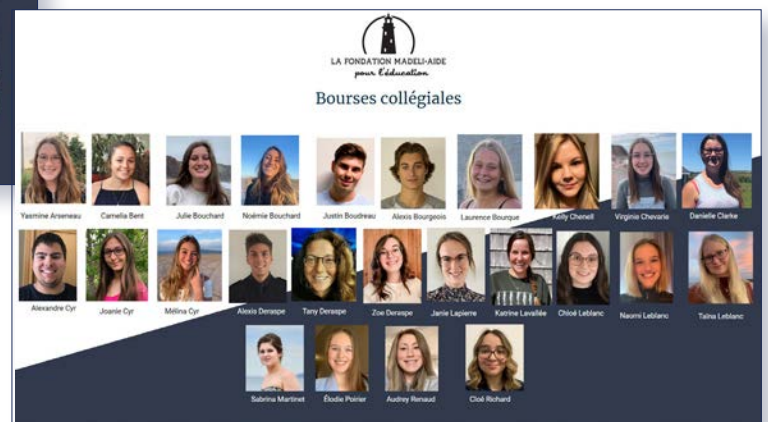 LA FONDATION MADELI-AIDE
pour l'éducation
Bourses collégiales
Yasmine Arseneau Camelia Bent Julie Bouchard Noémie Bouchard Justin Boudreau Alexis Bourgeois Laurence Bourque Kelly Chenell Virginie Chevarie Danielle Clarke
Alexandre Cyr Joanie Cyr Mélina Cyr Alexis Deraspe Tany Deraspe Zoe Deraspe Janie Lapierre Katrine Lavallée Chloé Leblanc Naomi Leblanc Taïna Leblanc
Sabrina Martinet Élodie Poirier Audrey Renaud Cloé Richard